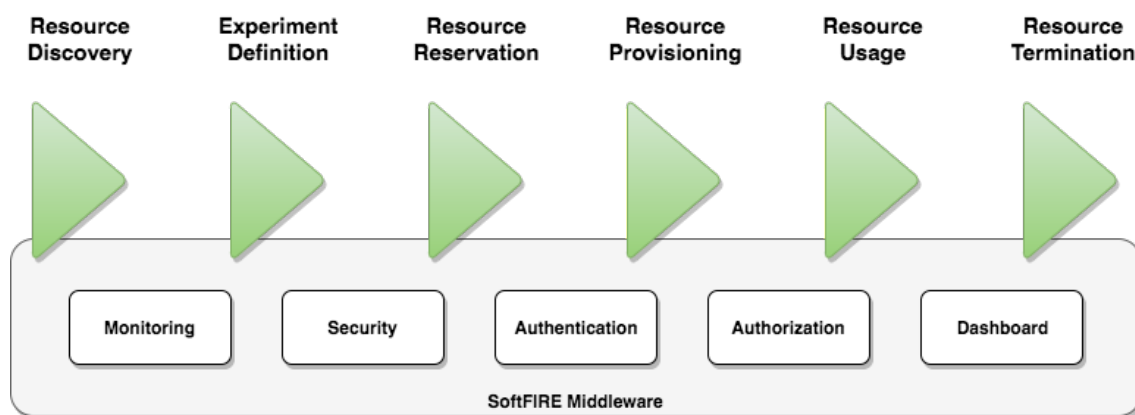 Resource
Discovery
Experiment
Definition
Resource
Reservation
Resource
Provisioning
Resource
Usage
Resource
Termination
Monitoring
Security
Authentication
Authorization
Dashboard
SoftFIRE Middleware